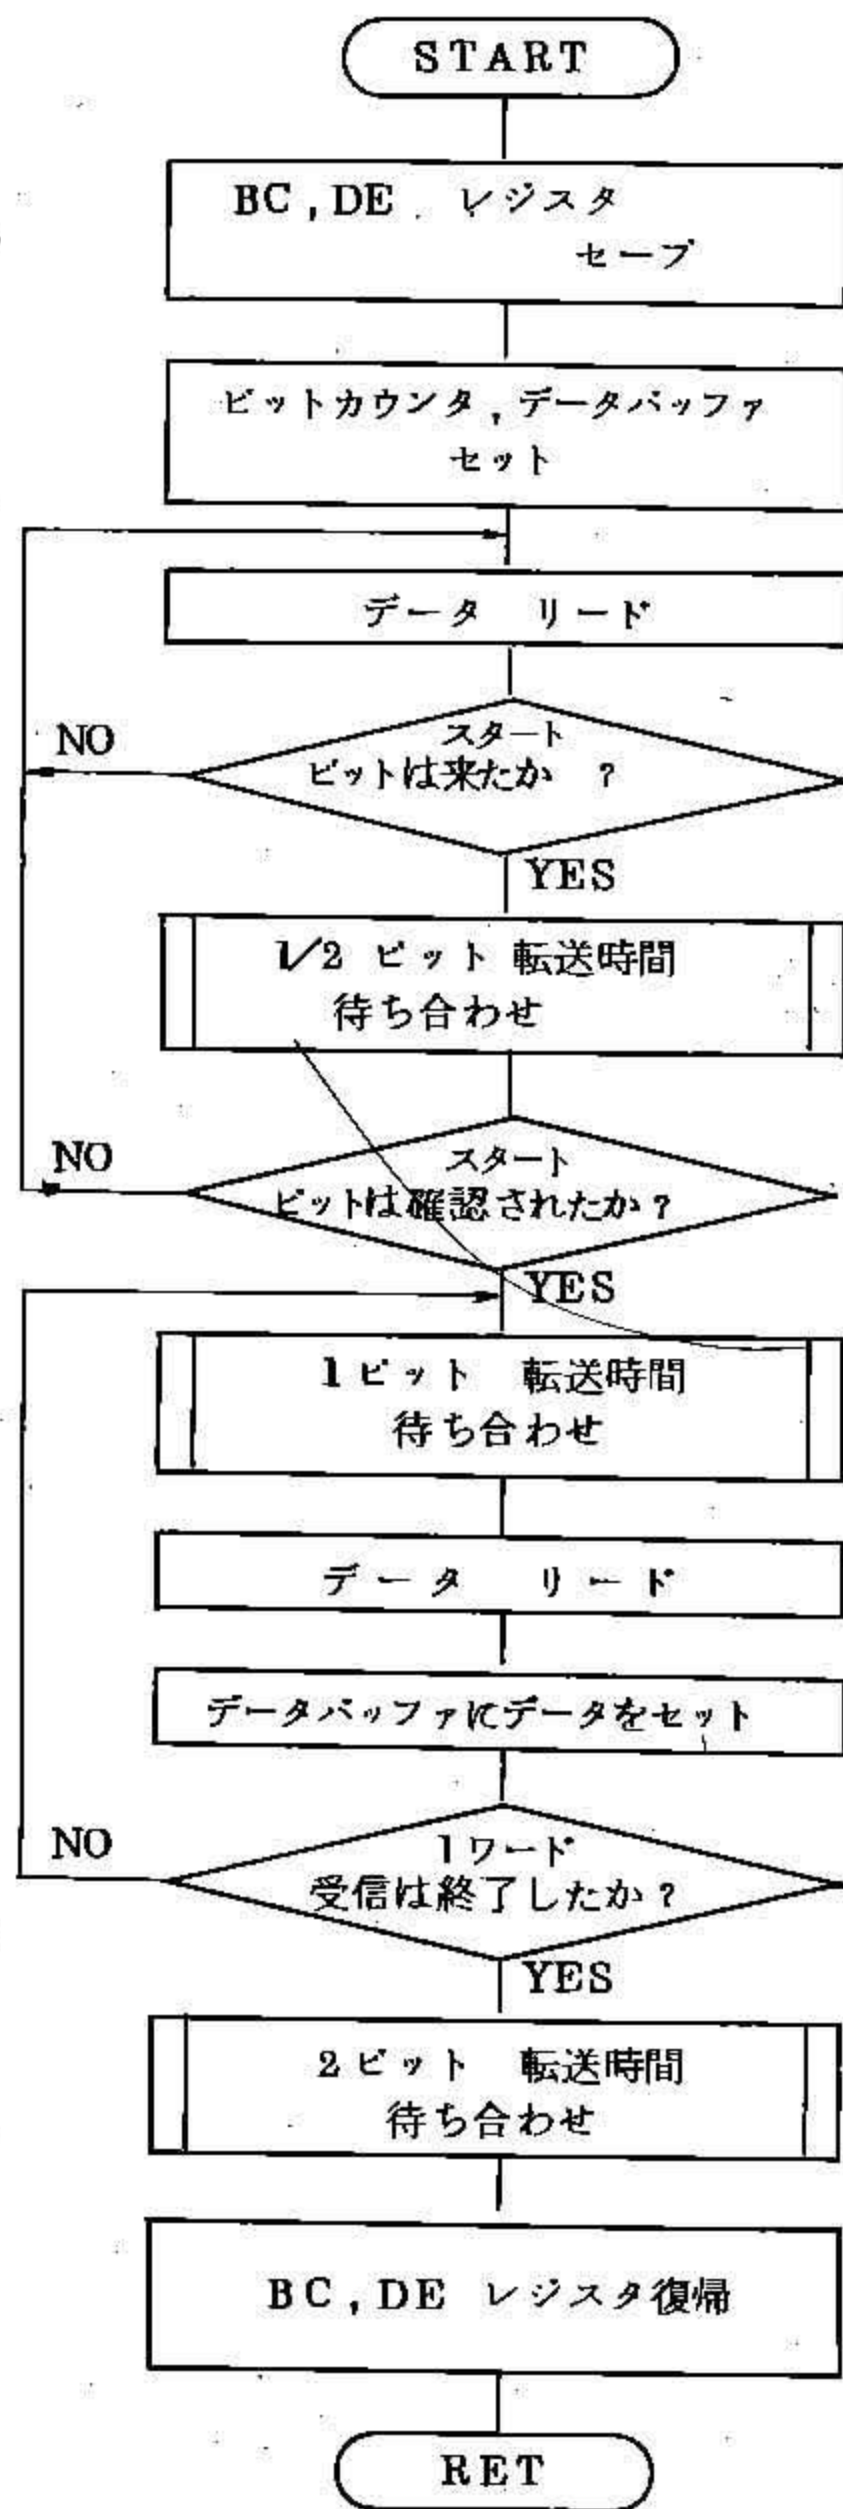 START
BC,DE レジスタ
セーブ
ビットカウンタ,データバッファ
セット
データ リード
NO
スタート
ビットは来たか ?
YES
1/2 ビット 転送時間
待ち合わせ
NO
スタート
ビットは確認されたか?
YES
1ビット 転送時間
待ち合わせ
データ リード
データバッファにデータをセット
NO
1ワード
受信は終了したか?
YES
2ビット 転送時間
待ち合わせ
BC,DE レジスタ復帰
RET